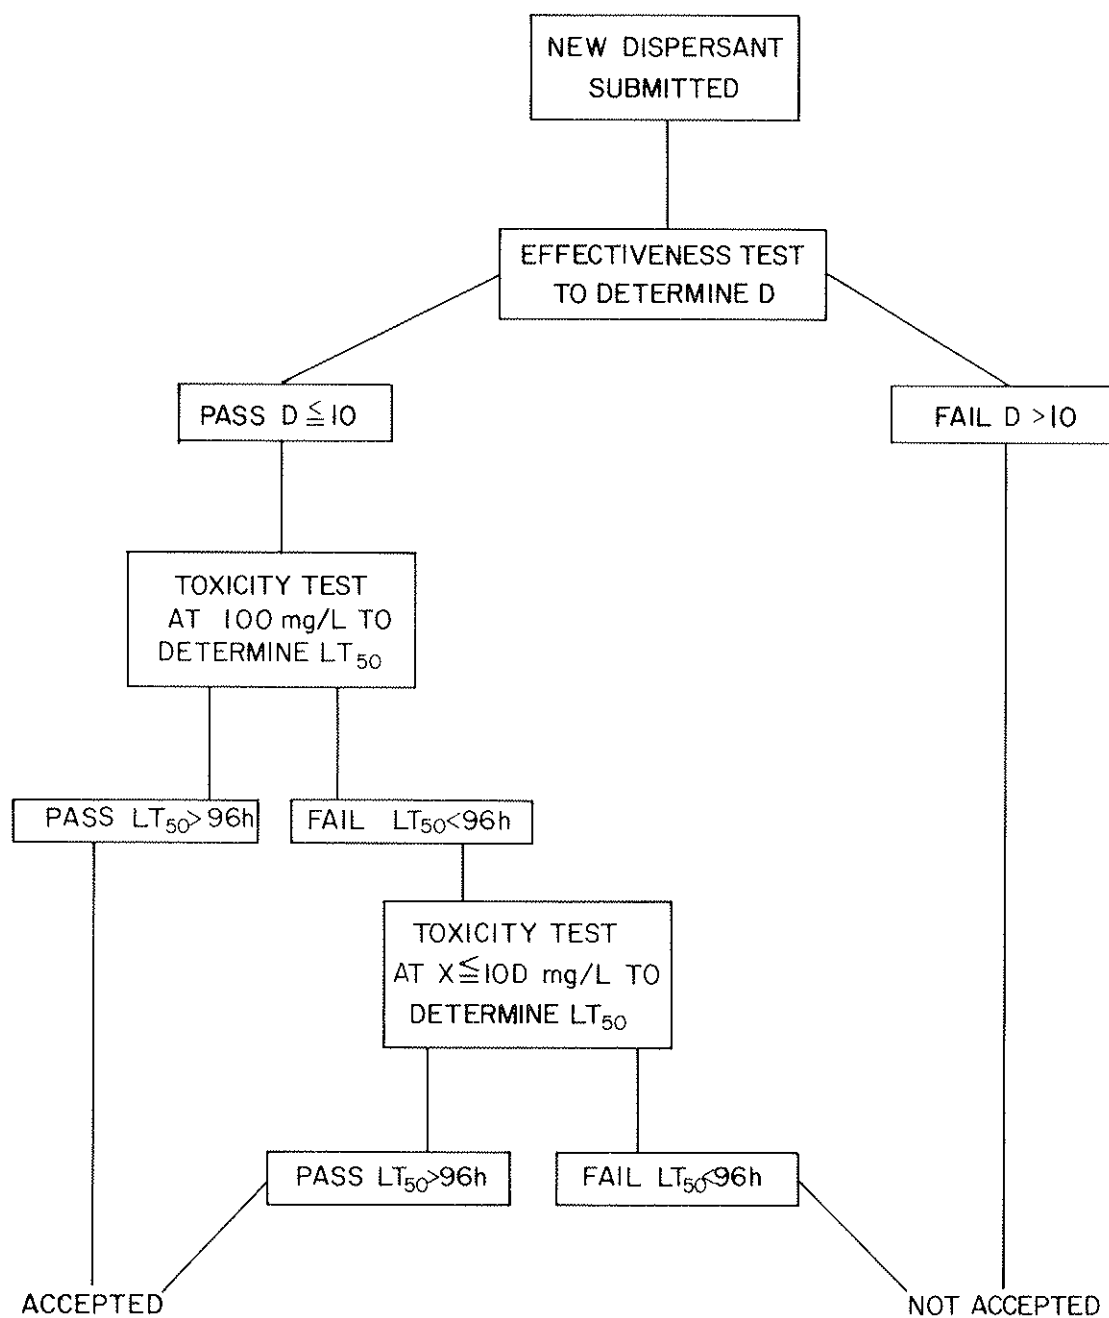 NEW DISPERSANT
SUBMITTED
EFFECTIVENESS TEST
TO DETERMINE D
PASS D ≦ 10
FAIL D >10
TOXICITY TEST
AT 100 mg/L TO
DETERMINE LT50
PASS LT50> 96h
FAIL LT50<96h
TOXICITY TEST
AT X≦10D mg/L TO
DETERMINE LT50
PASS LT50>96h
FAIL LT50<96h
ACCEPTED
NOT ACCEPTED